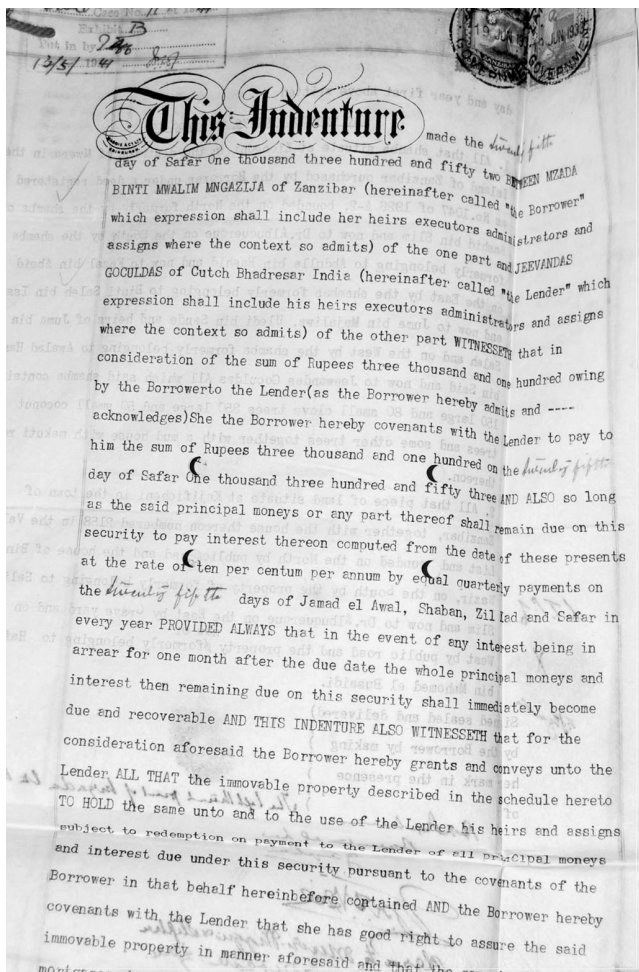 Case No. 11 of 1941
Exhibit B
Put in by
13/5/1941
19 JUN 1933
GOVERNMENT
This Indenture
made the twenty fifth
day of Safar One thousand three hundred and fifty two BETWEEN MZADA
BINTI MWALIM MNGAZIJA of Zanzibar (hereinafter called "the Borrower"
which expression shall include her heirs executors administrators and
assigns where the context so admits) of the one part and JEEVANDAS
GOCULDAS of Cutch Bhadresar India (hereinafter called "the Lender" which
expression shall include his heirs executors administrators and assigns
where the context so admits) of the other part WITNESSETH that in
consideration of the sum of Rupees three thousand and one hundred owing
by the Borrowerto the Lender(as the Borrower hereby admits and ----
acknowledges)She the Borrower hereby covenants with the Lender to pay to
him the sum of Rupees three thousand and one hundred on the twenty fifth
day of Safar One thousand three hundred and fifty three AND ALSO so long
as the said principal moneys or any part thereof shall remain due on this
security to pay interest thereon computed from the date of these presents
at the rate of ten per centum per annum by equal quarterly payments on
the twenty fifth days of Jamad el Awal, Shaban, Zil kad and Safar in
every year PROVIDED ALWAYS that in the event of any interest being in
arrear for one month after the due date the whole principal moneys and
interest then remaining due on this security shall immediately become
due and recoverable AND THIS INDENTURE ALSO WITNESSETH that for the
consideration aforesaid the Borrower hereby grants and conveys unto the
Lender ALL THAT the immovable property described in the schedule hereto
TO HOLD the same unto and to the use of the Lender his heirs and assigns
subject to redemption on payment to the Lender of all principal moneys
and interest due under this security pursuant to the covenants of the
Borrower in that behalf hereinbefore contained AND the Borrower hereby
covenants with the Lender that she has good right to assure the said
immovable property in manner aforesaid and that the